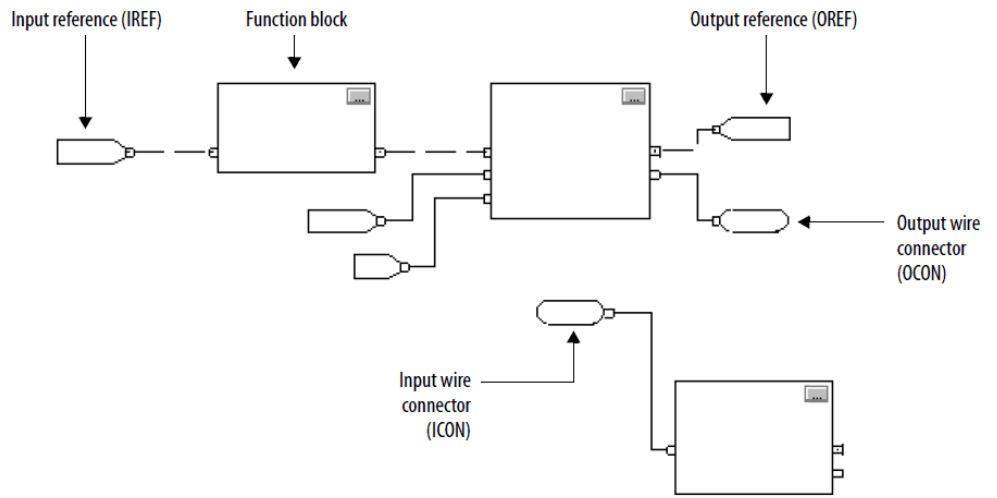 Input reference (IREF)
Function block
Output reference (OREF)
...
...
Output wire
connector
(OCON)
Input wire
connector
(ICON)
...